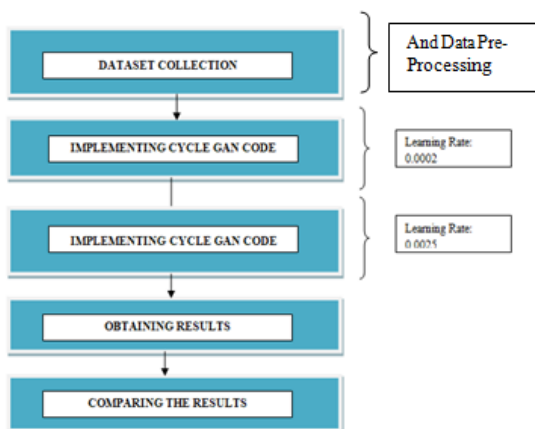 DATASET COLLECTION
And Data Pre-
Processing
IMPLEMENTING CYCLE GAN CODE
Learning Rate:
0.0002
IMPLEMENTING CYCLE GAN CODE
Learning Rate:
0.0025
OBTAINING RESULTS
COMPARING THE RESULTS